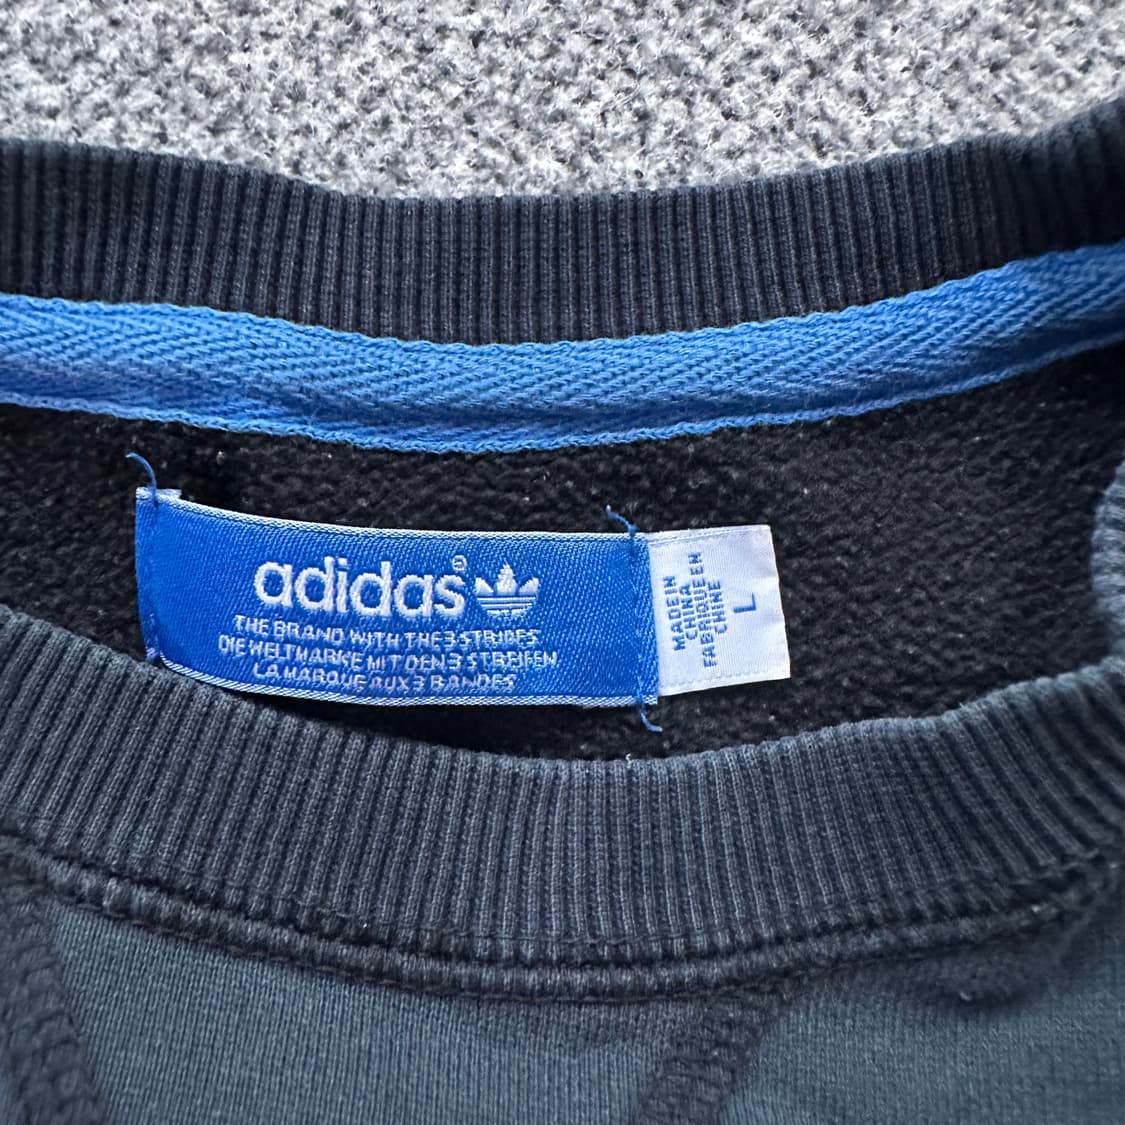 adidas®
THE BRAND WITH THE 3 STRIPES
DIE WELTMARKE MIT DEN 3 STREIFEN
LA MARQUE AUX 3 BANDES
MADE IN
CHINA
FABRIQUE EN
CHINE
L